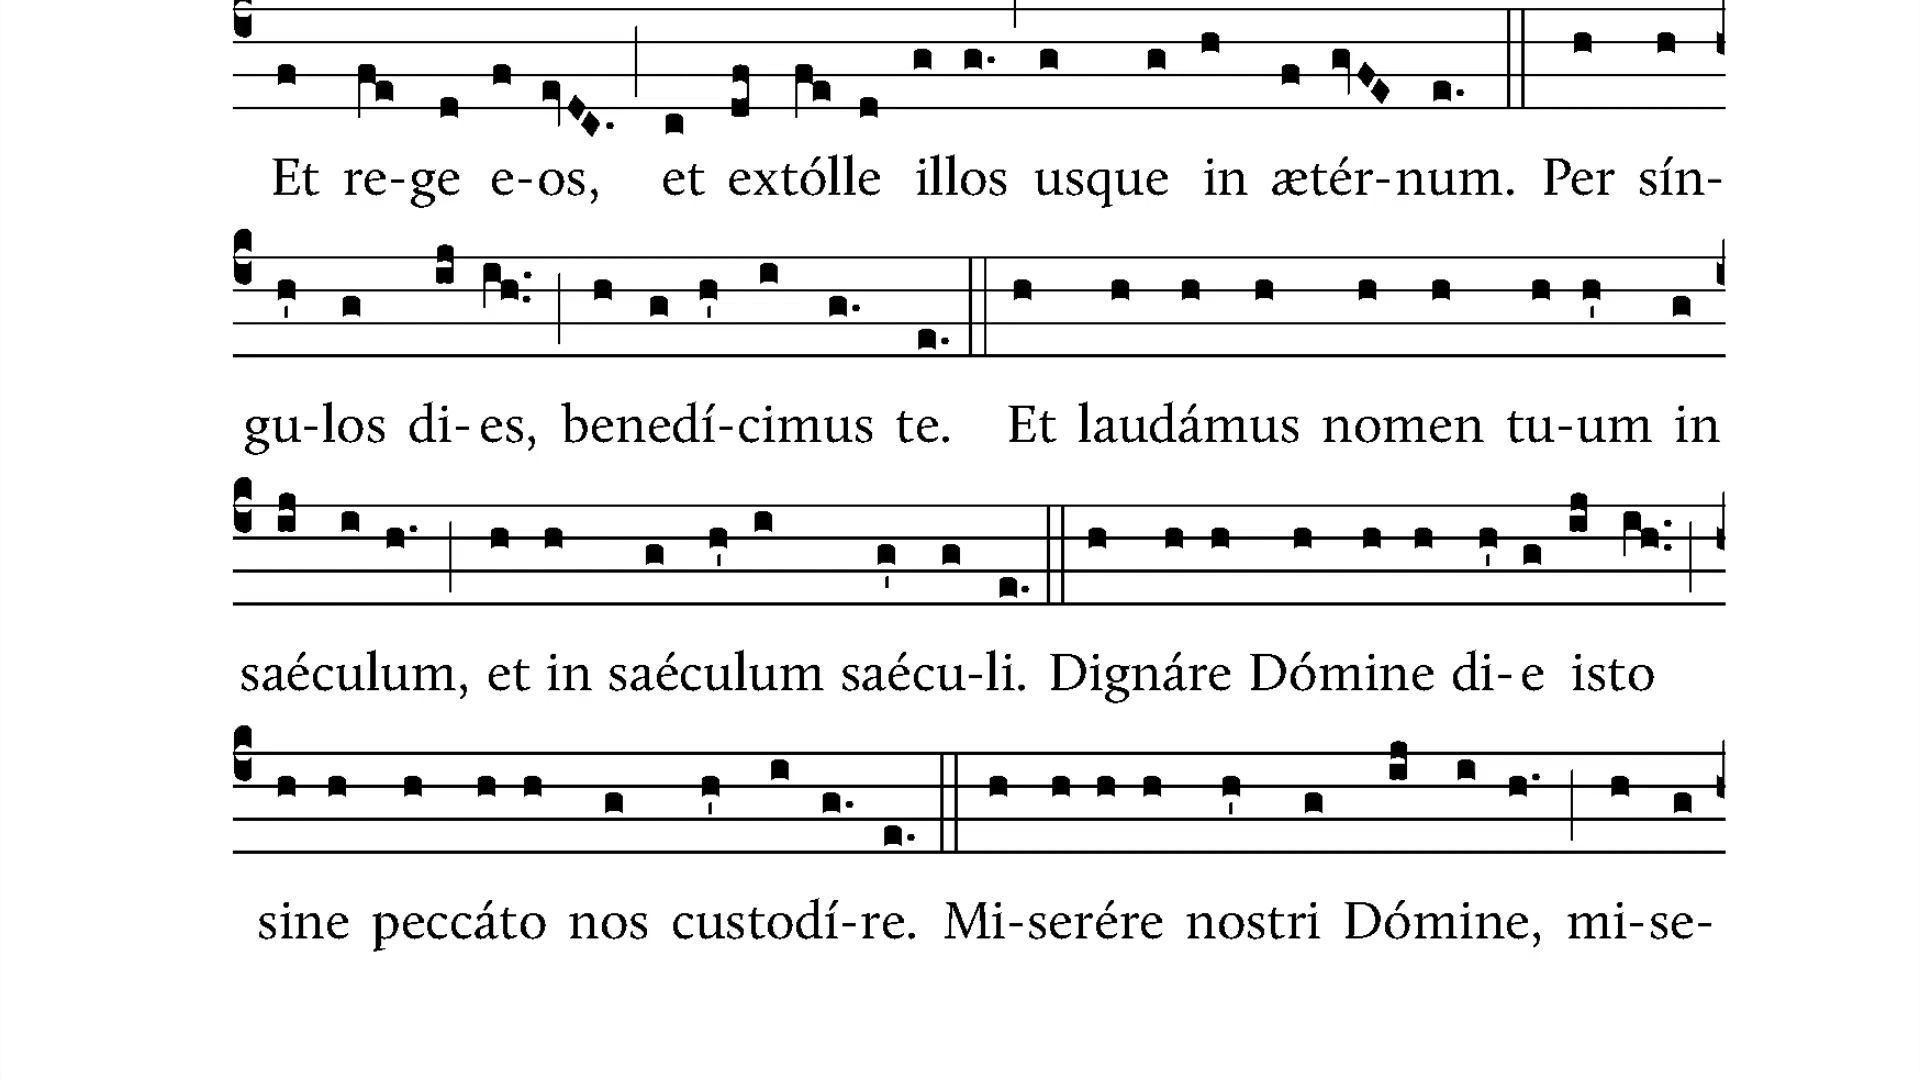 Et re-ge e-os, et extólle illos usque in ætér-num. Per sín-
gu-los di-es, benedí-cimus te. Et laudámus nomen tu-um in
saéculum, et in saéculum saécu-li. Dignáre Dómine di-e isto
sine peccáto nos custodí-re. Mi-serére nostri Dómine, mi-se-